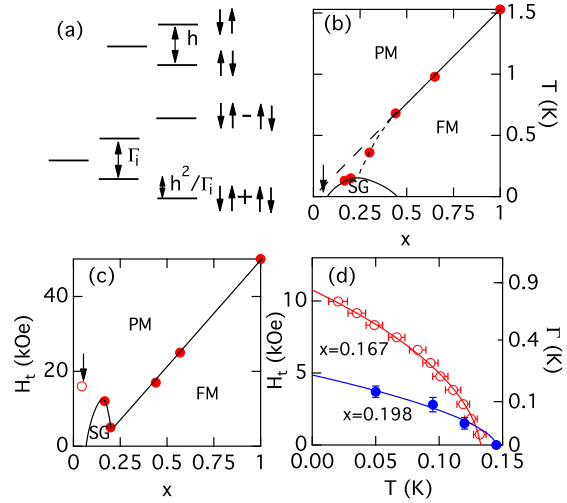 (a)
h
↓↑
↑↓
↓↑-↑↓
Γi
h²/Γi
↓↑+↑↓
(b)
PM
FM
SG
1.5
1
0.5
0
T (K)
0 0.25 0.5 0.75 1
x
(c)
PM
FM
SG
40
20
0
Ht (kOe)
0 0.25 0.5 0.75 1
x
(d)
10
5
0
Ht (kOe)
x=0.167
x=0.198
0.9
0.4
0.1
0
Γ (K)
0.00 0.05 0.10 0.15
T (K)